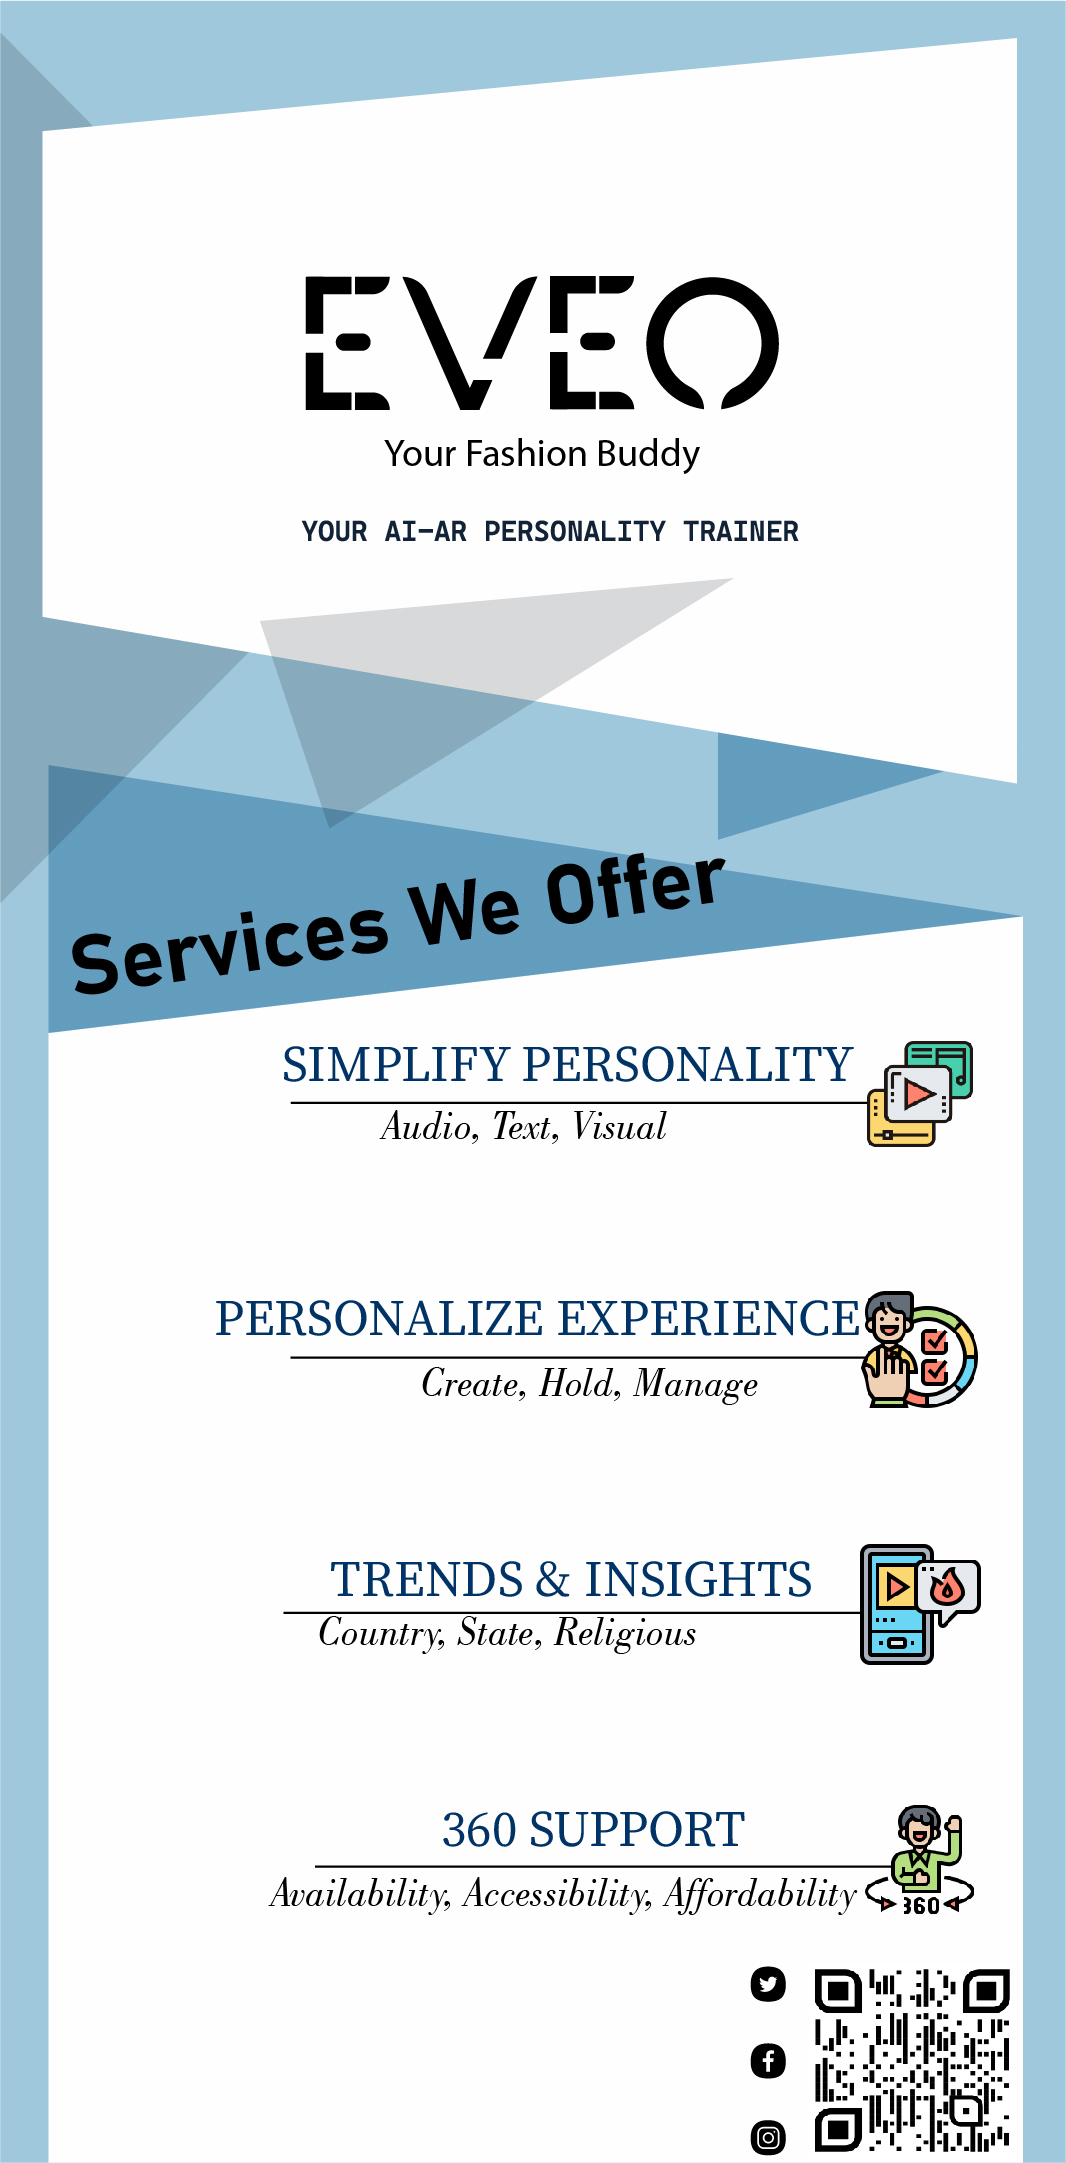 EVEO
Your Fashion Buddy
YOUR AI-AR PERSONALITY TRAINER
Services We Offer
SIMPLIFY PERSONALITY
Audio, Text, Visual
PERSONALIZE EXPERIENCE
Create, Hold, Manage
TRENDS & INSIGHTS
Country, State, Religious
360 SUPPORT
Availability, Accessibility, Affordability
360